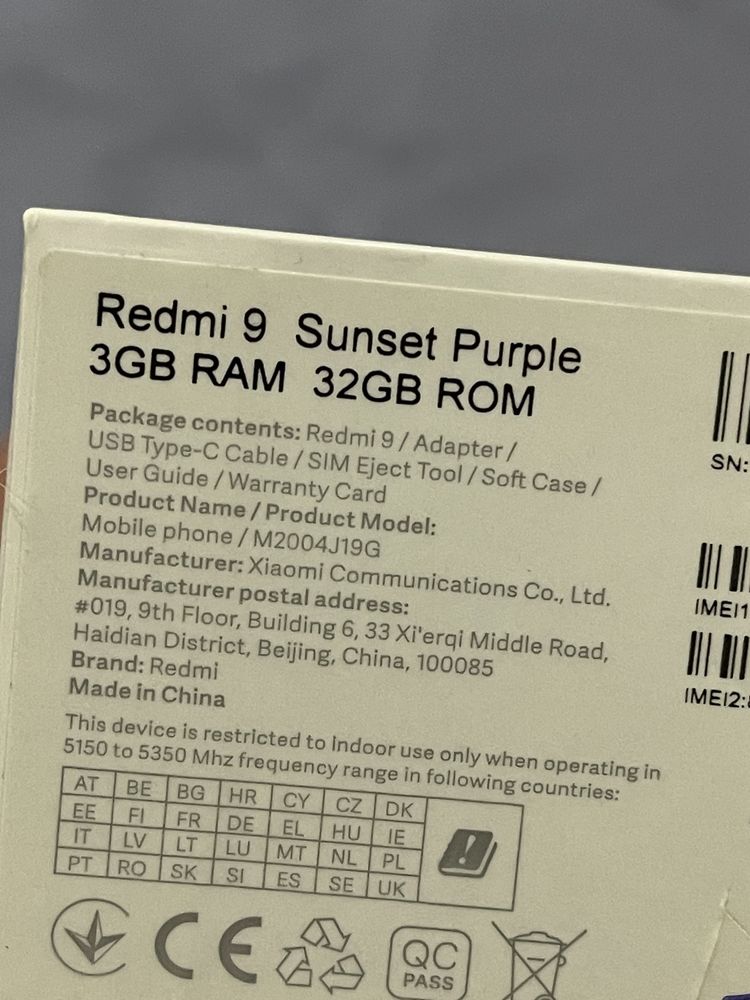 Redmi 9 Sunset Purple
3GB RAM 32GB ROM
Package contents: Redmi 9 / Adapter /
USB Type-C Cable / SIM Eject Tool / Soft Case /
User Guide / Warranty Card
Product Name / Product Model:
Mobile phone / M2004J19G
Manufacturer: Xiaomi Communications Co., Ltd.
Manufacturer postal address:
#019, 9th Floor, Building 6, 33 Xi'erqi Middle Road,
Haidian District, Beijing, China, 100085
Brand: Redmi
Made in China
This device is restricted to indoor use only when operating in
5150 to 5350 Mhz frequency range in following countries:
AT BE BG HR CY CZ DK
EE FI FR DE EL HU IE
IT LV LT LU MT NL PL
PT RO SK SI ES SE UK
CE
QC
PASS
SN:
IMEI1
IMEI2: